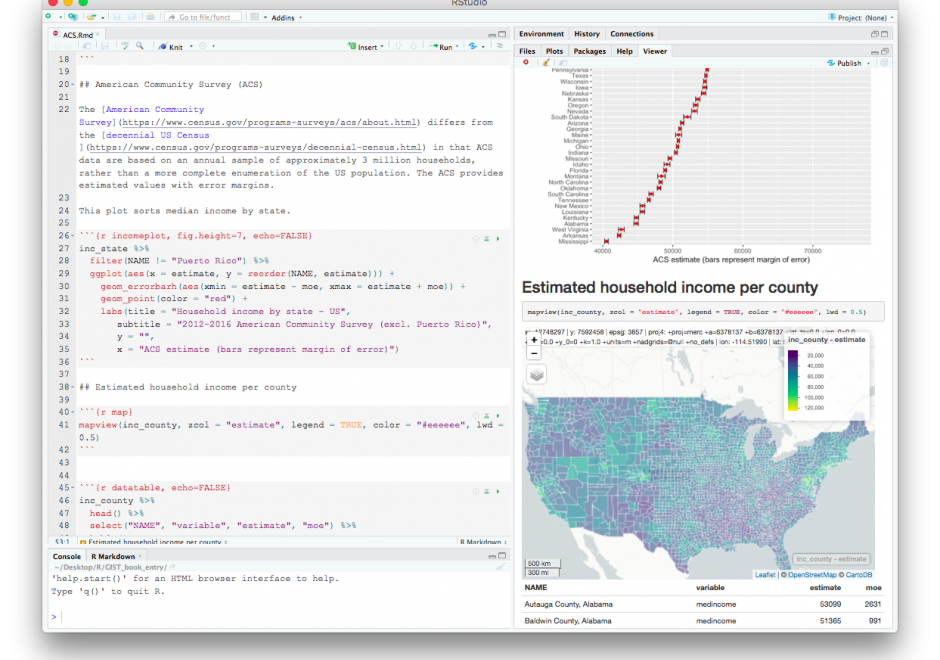 RStudio
Go to file/funct
Addins
Project: (None)
ACS.Rmd
Knit
Insert
Run
18 ```
19
20 ## American Community Survey (ACS)
21
22 The [American Community
Survey](https://www.census.gov/programs-surveys/acs/about.html) differs from
the [decennial US Census
](https://www.census.gov/programs-surveys/decennial-census.html) in that ACS
data are based on an annual sample of approximately 3 million households,
rather than a more complete enumeration of the US population. The ACS provides
estimated values with error margins.
23
24 This plot sorts median income by state.
25
26 ```{r incomeplot, fig.height=7, echo=FALSE}
27 inc_state %>%
28 filter(NAME != "Puerto Rico") %>%
29 ggplot(aes(x = estimate, y = reorder(NAME, estimate))) +
30 geom_errorbarh(aes(xmin = estimate - moe, xmax = estimate + moe)) +
31 geom_point(color = "red") +
32 labs(title = "Household income by state - US",
33 subtitle = "2012-2016 American Community Survey (excl. Puerto Rico)",
34 y = "",
35 x = "ACS estimate (bars represent margin of error)")
36 ```
37
38 ## Estimated household income per county
39
40 ```{r map}
41 mapview(inc_county, zcol = "estimate", legend = TRUE, color = "#eeeeee", lwd =
0.5)
42 ```
43
44
45 ```{r datatable, echo=FALSE}
46 inc_county %>%
47 head() %>%
48 select("NAME", "variable", "estimate", "moe") %>%
53:1 Estimated household income per county
R Markdown
Console R Markdown
~/Desktop/R/GIST_book_entry/
'help.start()' for an HTML browser interface to help.
Type 'q()' to quit R.
>
Environment History Connections
Files Plots Packages Help Viewer
Publish
Pennsylvania
Texas
Wisconsin
Iowa
Nebraska
Kansas
Oregon
Nevada
South Dakota
Arizona
Georgia
Maine
Michigan
Ohio
Indiana
Missouri
Idaho
Florida
Montana
North Carolina
Oklahoma
South Carolina
Tennessee
New Mexico
Louisiana
Kentucky
Alabama
West Virginia
Arkansas
Mississippi
40000 50000 60000 70000
ACS estimate (bars represent margin of error)
Estimated household income per county
mapview(inc_county, zcol = "estimate", legend = TRUE, color = "#eeeeee", lwd = 0.5)
y: 7592458 | epsg: 3857 | proj4: +proj=merc +a=6378137 +b=6378137
+y_0=0 +k=1.0 +units=m +nadgrids=@null +no_defs | lon: -114.51990 | lat:
+
−
inc_county - estimate
20,000
40,000
60,000
80,000
100,000
120,000
500 km
300 mi
inc_county - estimate
Leaflet | © OpenStreetMap © CartoDB
NAME variable estimate moe
Autauga County, Alabama medincome 53099 2631
Baldwin County, Alabama medincome 51365 991